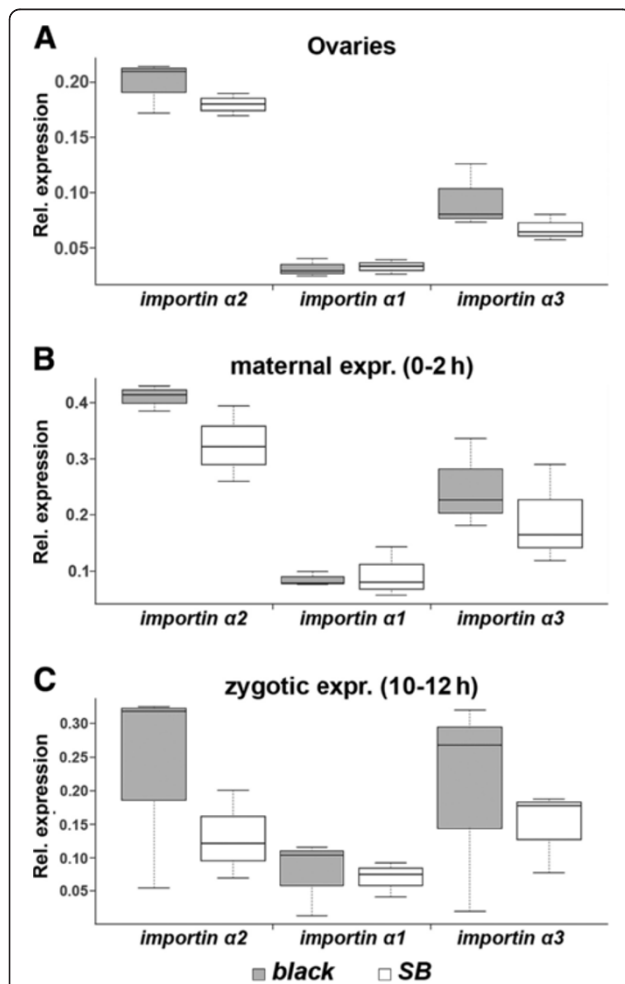 A
Ovaries
Rel. expression
0.20
0.15
0.10
0.05
importin α2 importin α1 importin α3
B
maternal expr. (0-2 h)
Rel. expression
0.4
0.3
0.2
0.1
importin α2 importin α1 importin α3
C
zygotic expr. (10-12 h)
Rel. expression
0.30
0.25
0.20
0.15
0.10
0.05
importin α2 importin α1 importin α3
black SB